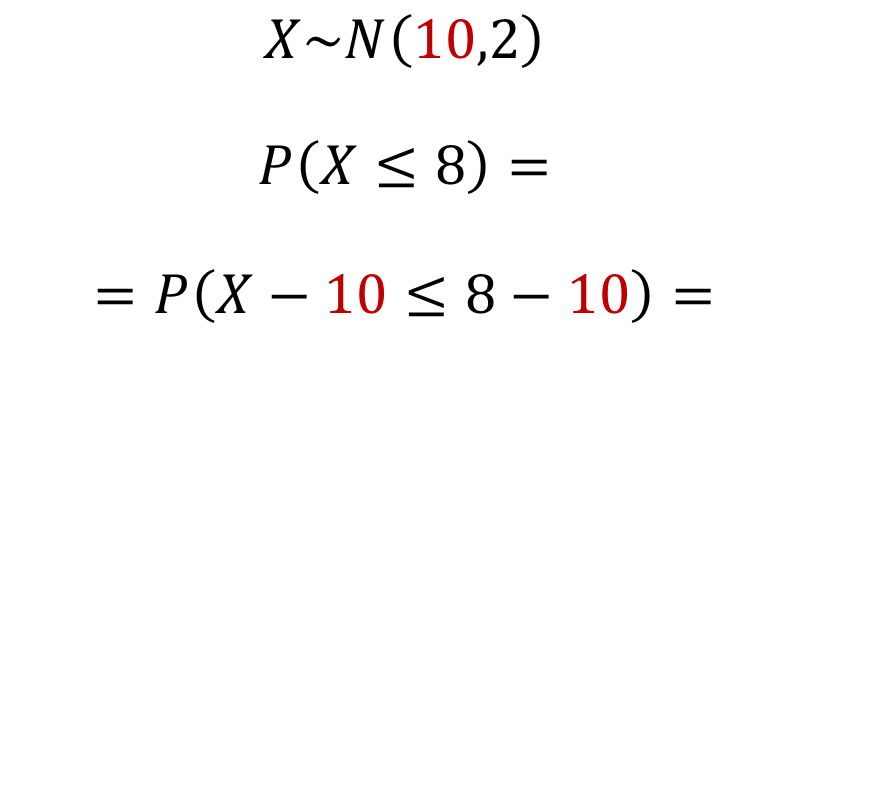 X~N(10,2)
P(X ≤ 8) =
= P(X − 10 ≤ 8 − 10) =